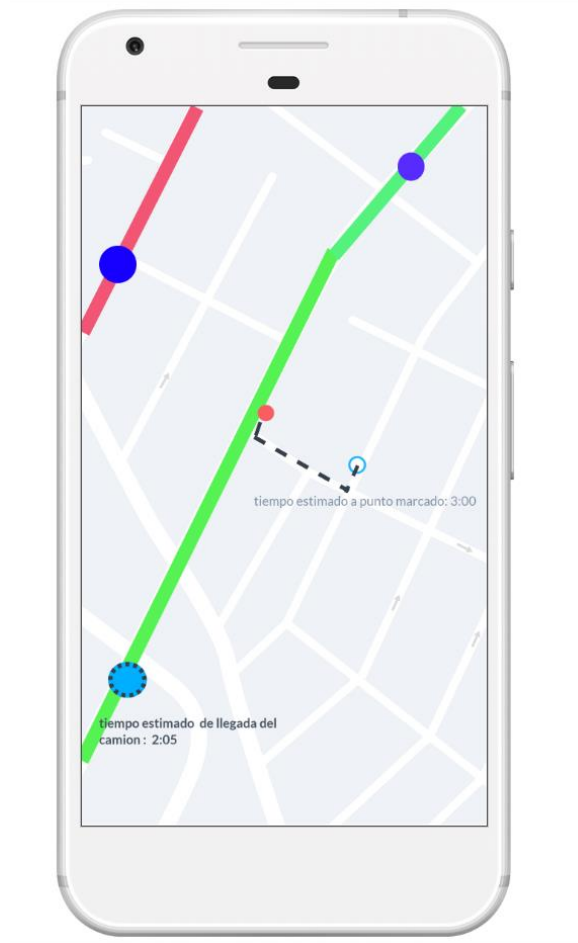 tiempo estimado a punto marcado: 3:00
tiempo estimado de llegada del
camion : 2:05